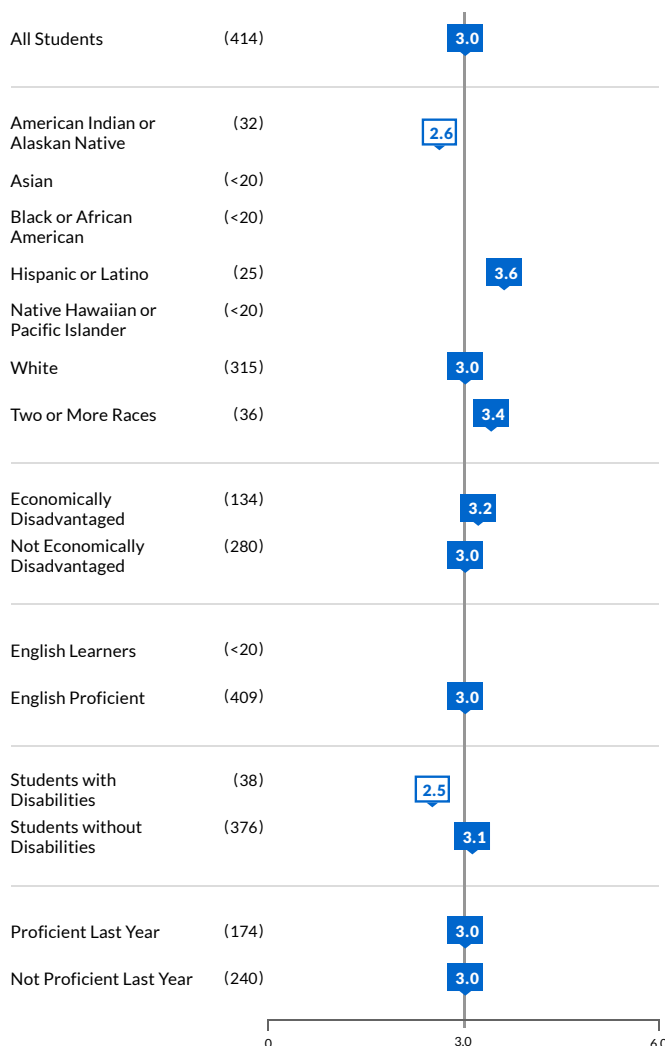 All Students (414) 3.0
American Indian or (32) 2.6
Alaskan Native
Asian (<20)
Black or African (<20)
American
Hispanic or Latino (25) 3.6
Native Hawaiian or (<20)
Pacific Islander
White (315) 3.0
Two or More Races (36) 3.4
Economically (134) 3.2
Disadvantaged
Not Economically (280) 3.0
Disadvantaged
English Learners (<20)
English Proficient (409) 3.0
Students with (38) 2.5
Disabilities
Students without (376) 3.1
Disabilities
Proficient Last Year (174) 3.0
Not Proficient Last Year (240) 3.0
0 3.0 6.0